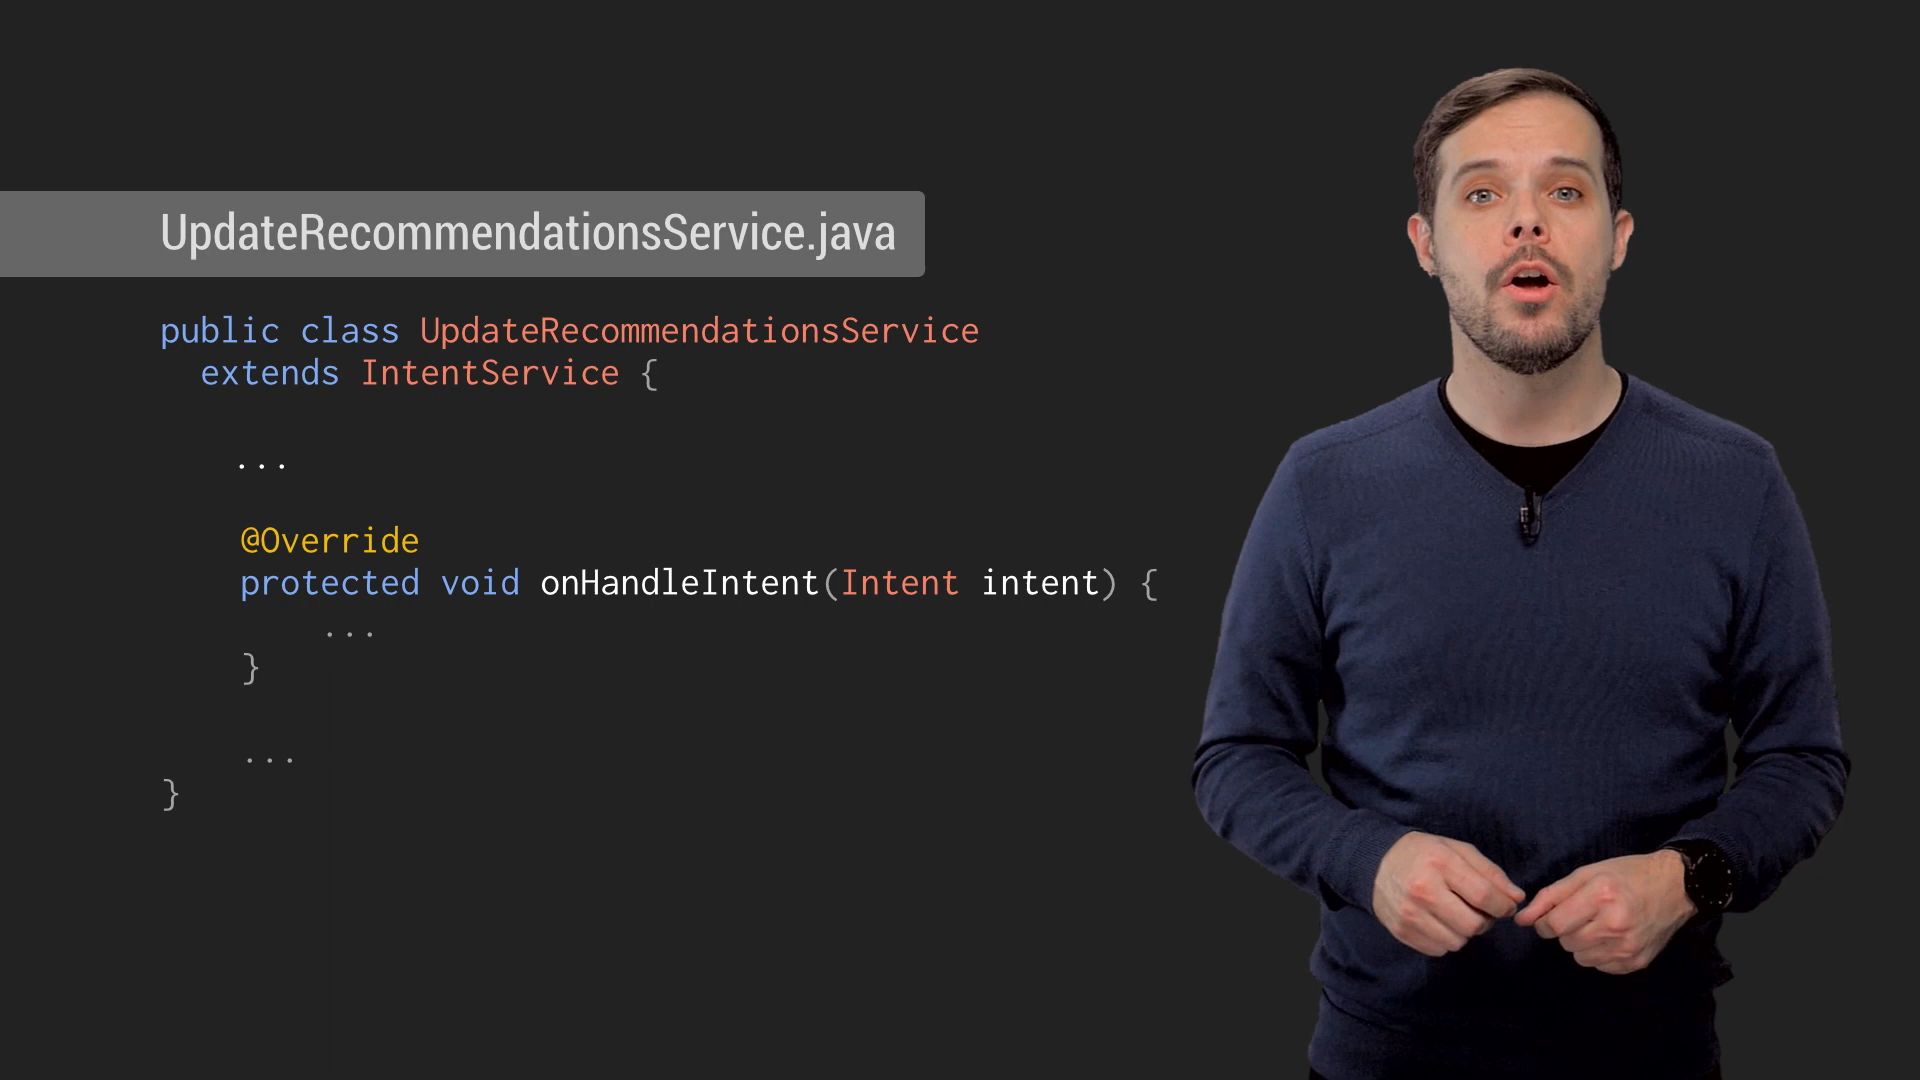 UpdateRecommendationsService.java
public class UpdateRecommendationsService
extends IntentService {
...
@Override
protected void onHandleIntent(Intent intent) {
...
}
...
}